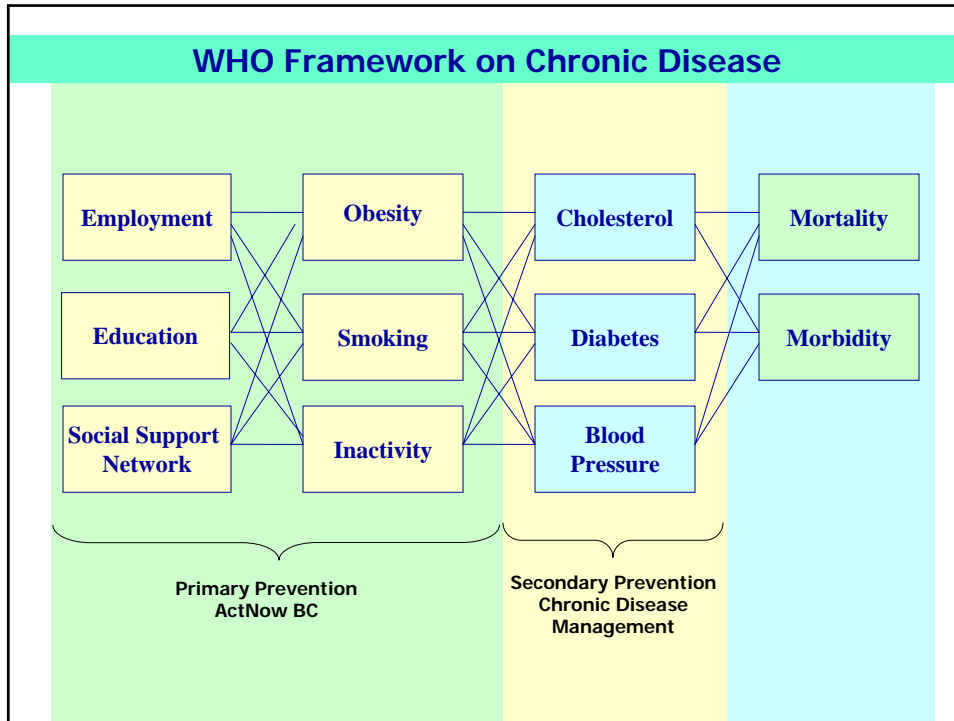 WHO Framework on Chronic Disease
Employment
Education
Social Support
Network
Obesity
Smoking
Inactivity
Cholesterol
Diabetes
Blood
Pressure
Mortality
Morbidity
Primary Prevention
ActNow BC
Secondary Prevention
Chronic Disease
Management